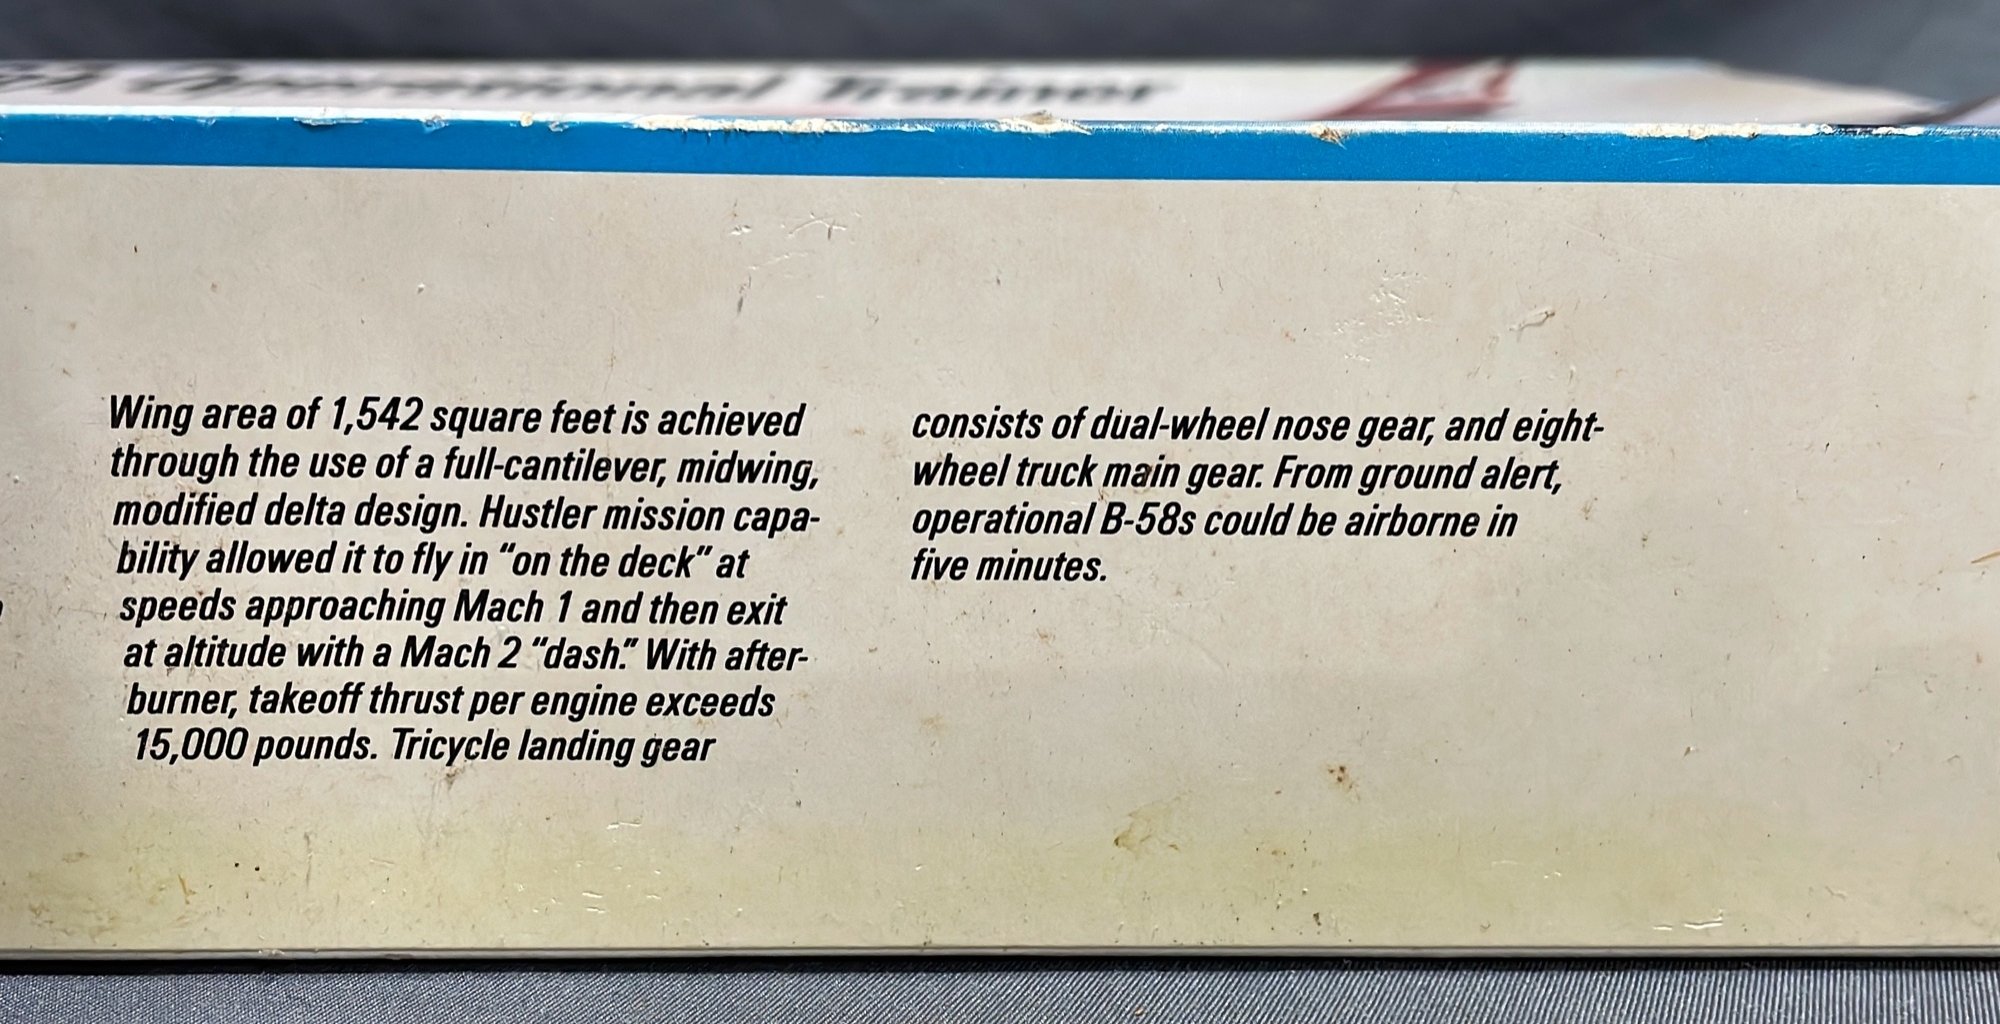 Operational Trainer
Wing area of 1,542 square feet is achieved
through the use of a full-cantilever, midwing,
modified delta design. Hustler mission capa-
bility allowed it to fly in “on the deck” at
speeds approaching Mach 1 and then exit
at altitude with a Mach 2 “dash.” With after-
burner, takeoff thrust per engine exceeds
15,000 pounds. Tricycle landing gear
consists of dual-wheel nose gear, and eight-
wheel truck main gear. From ground alert,
operational B-58s could be airborne in
five minutes.